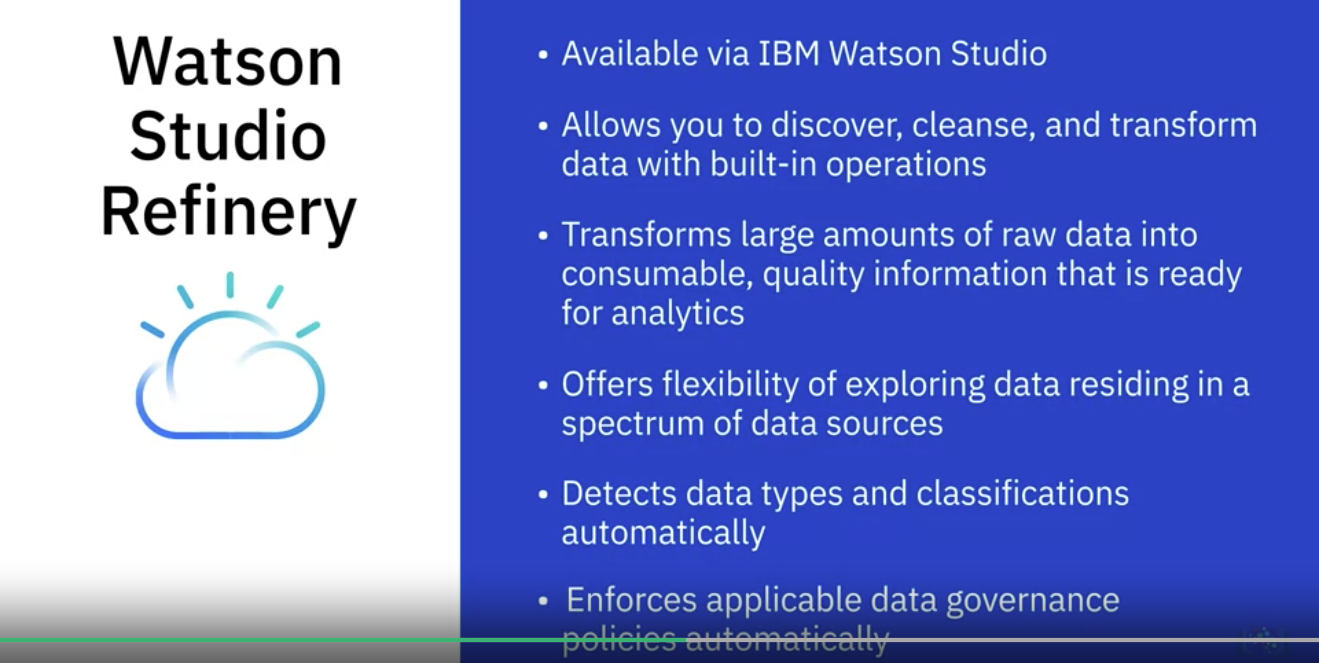 Watson
Studio
Refinery
• Available via IBM Watson Studio
• Allows you to discover, cleanse, and transform
data with built-in operations
• Transforms large amounts of raw data into
consumable, quality information that is ready
for analytics
• Offers flexibility of exploring data residing in a
spectrum of data sources
• Detects data types and classifications
automatically
• Enforces applicable data governance
policies automatically